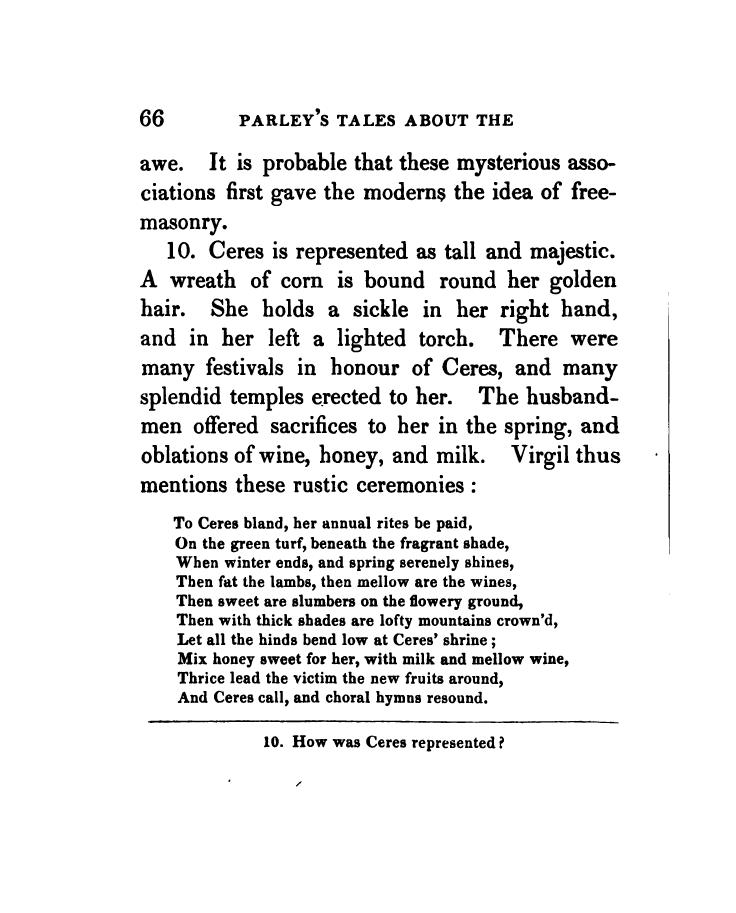 66 PARLEY'S TALES ABOUT THE
awe. It is probable that these mysterious asso-
ciations first gave the moderns the idea of free-
masonry.
10. Ceres is represented as tall and majestic.
A wreath of corn is bound round her golden
hair. She holds a sickle in her right hand,
and in her left a lighted torch. There were
many festivals in honour of Ceres, and many
splendid temples erected to her. The husband-
men offered sacrifices to her in the spring, and
oblations of wine, honey, and milk. Virgil thus
mentions these rustic ceremonies :
To Ceres bland, her annual rites be paid,
On the green turf, beneath the fragrant shade,
When winter ends, and spring serenely shines,
Then fat the lambs, then mellow are the wines,
Then sweet are slumbers on the flowery ground,
Then with thick shades are lofty mountains crown'd,
Let all the hinds bend low at Ceres' shrine ;
Mix honey sweet for her, with milk and mellow wine,
Thrice lead the victim the new fruits around,
And Ceres call, and choral hymns resound.
10. How was Ceres represented ?